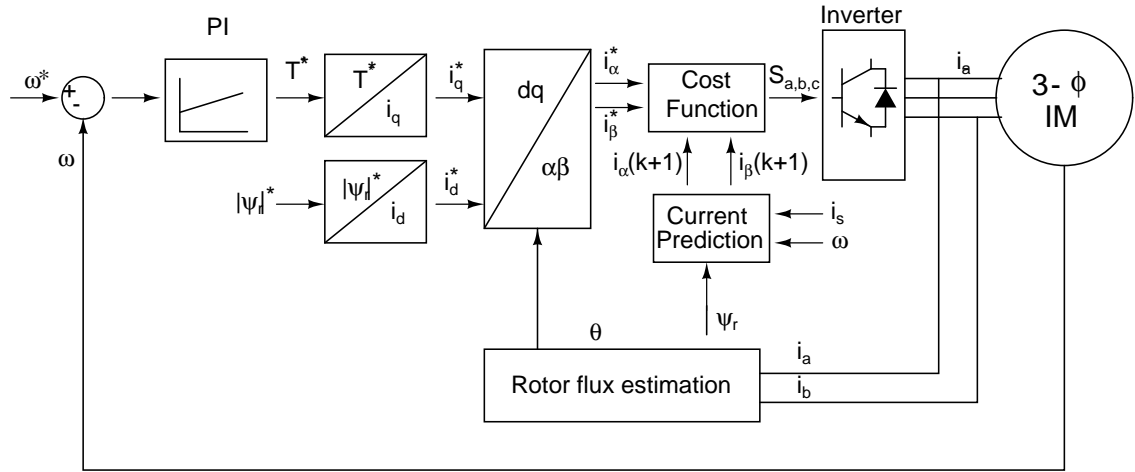 Inverter
PI
ω*
+
-
ω
T*
T*
i_q
i_q*
|ψ_r|*
|ψ_r|*
i_d
i_d*
dq
αβ
i_α*
i_β*
Cost
Function
S_a,b,c
i_a
3- ϕ
IM
i_α(k+1)
i_β(k+1)
Current
Prediction
i_s
ω
ψ_r
θ
Rotor flux estimation
i_a
i_b